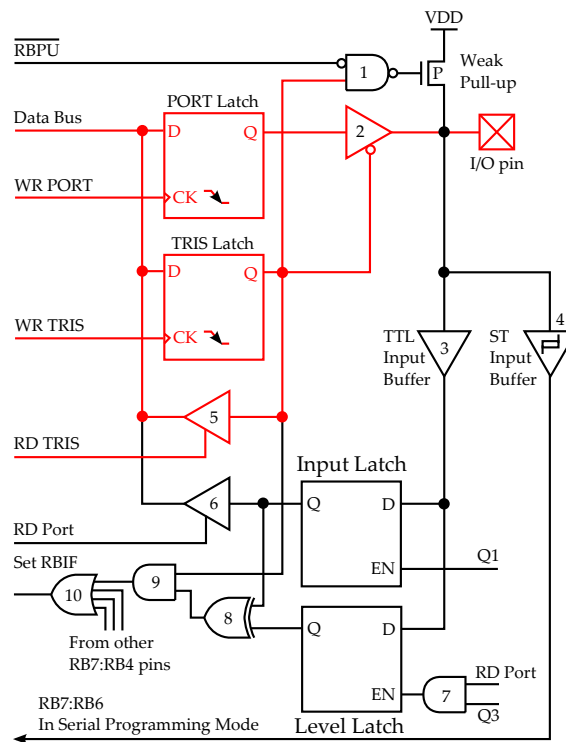 VDD
RBPU
1
P
Weak
Pull-up
Data Bus
PORT Latch
D
Q
2
I/O pin
WR PORT
CK
TRIS Latch
D
Q
WR TRIS
CK
TTL
Input
Buffer
3
ST
Input
Buffer
4
5
RD TRIS
Input Latch
6
Q
D
RD Port
EN
Q1
Set RBIF
9
10
8
Q
D
From other
RB7:RB4 pins
RD Port
EN
7
Q3
RB7:RB6
In Serial Programming Mode
Level Latch